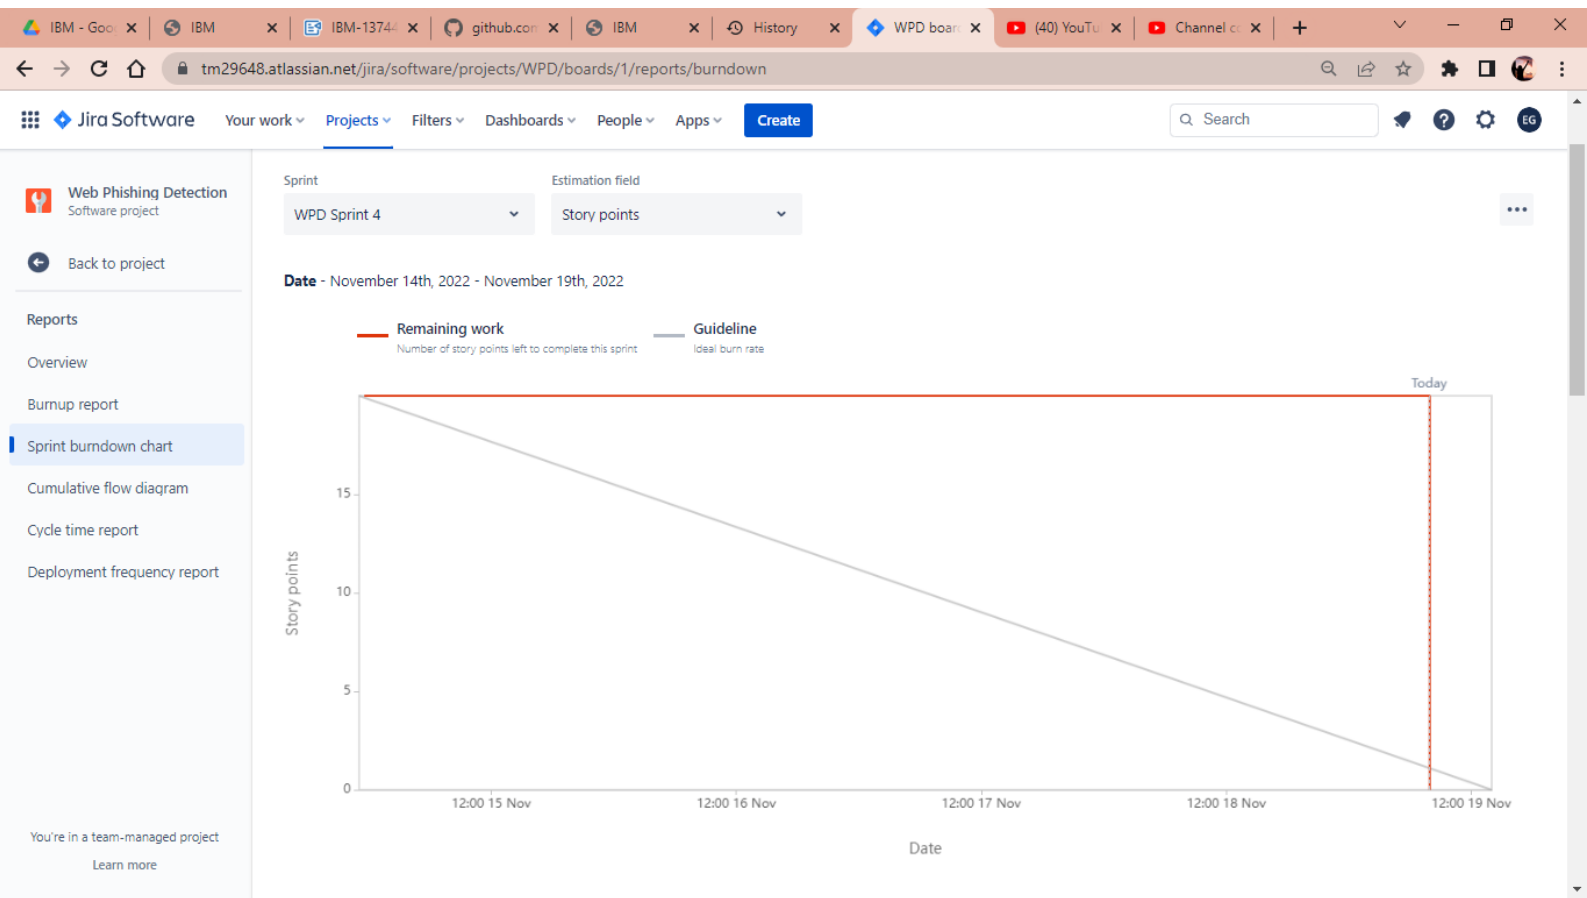 IBM - Goo
IBM
IBM-13744
github.com
IBM
History
WPD board
(40) YouTu
Channel co
tm29648.atlassian.net/jira/software/projects/WPD/boards/1/reports/burndown
Jira Software
Your work
Projects
Filters
Dashboards
People
Apps
Create
Search
EG
Web Phishing Detection
Software project
Back to project
Reports
Overview
Burnup report
Sprint burndown chart
Cumulative flow diagram
Cycle time report
Deployment frequency report
You're in a team-managed project
Learn more
Sprint
Estimation field
WPD Sprint 4
Story points
Date - November 14th, 2022 - November 19th, 2022
Remaining work
Number of story points left to complete this sprint
Guideline
Ideal burn rate
Today
15
10
5
0
Story points
12:00 15 Nov
12:00 16 Nov
12:00 17 Nov
12:00 18 Nov
12:00 19 Nov
Date